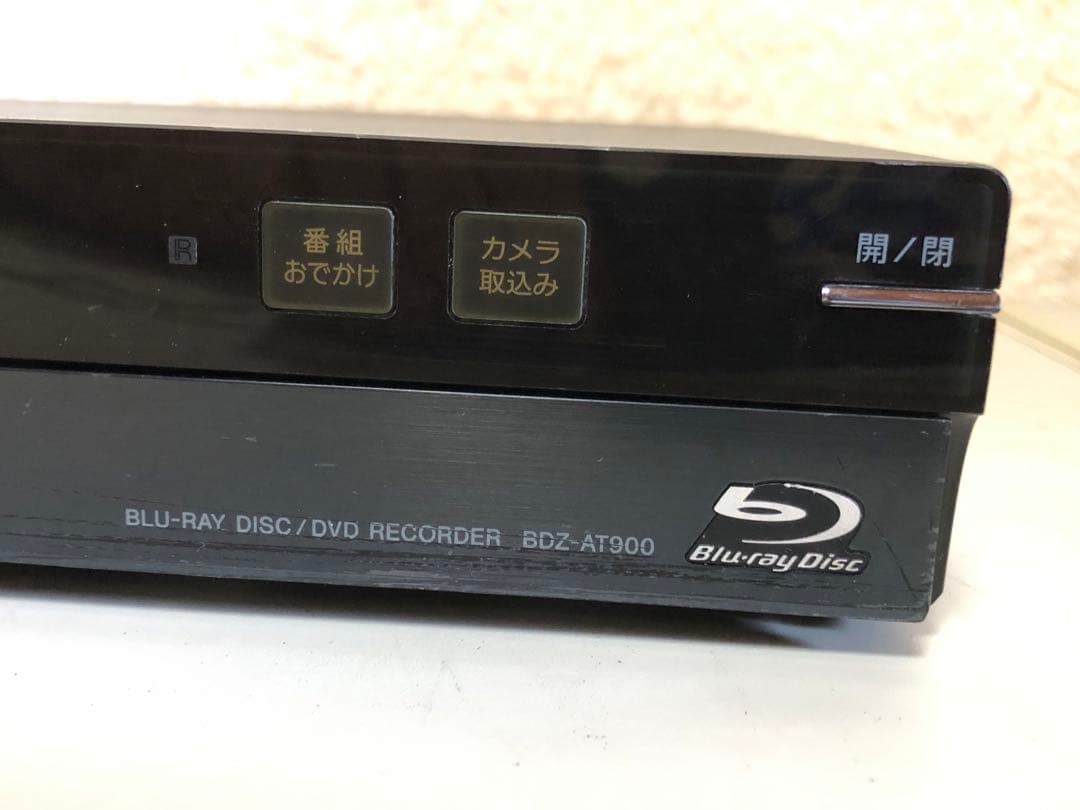 R
番組
おでかけ
カメラ
取込み
開/閉
BLU-RAY DISC/DVD RECORDER BDZ-AT900
Blu-ray Disc